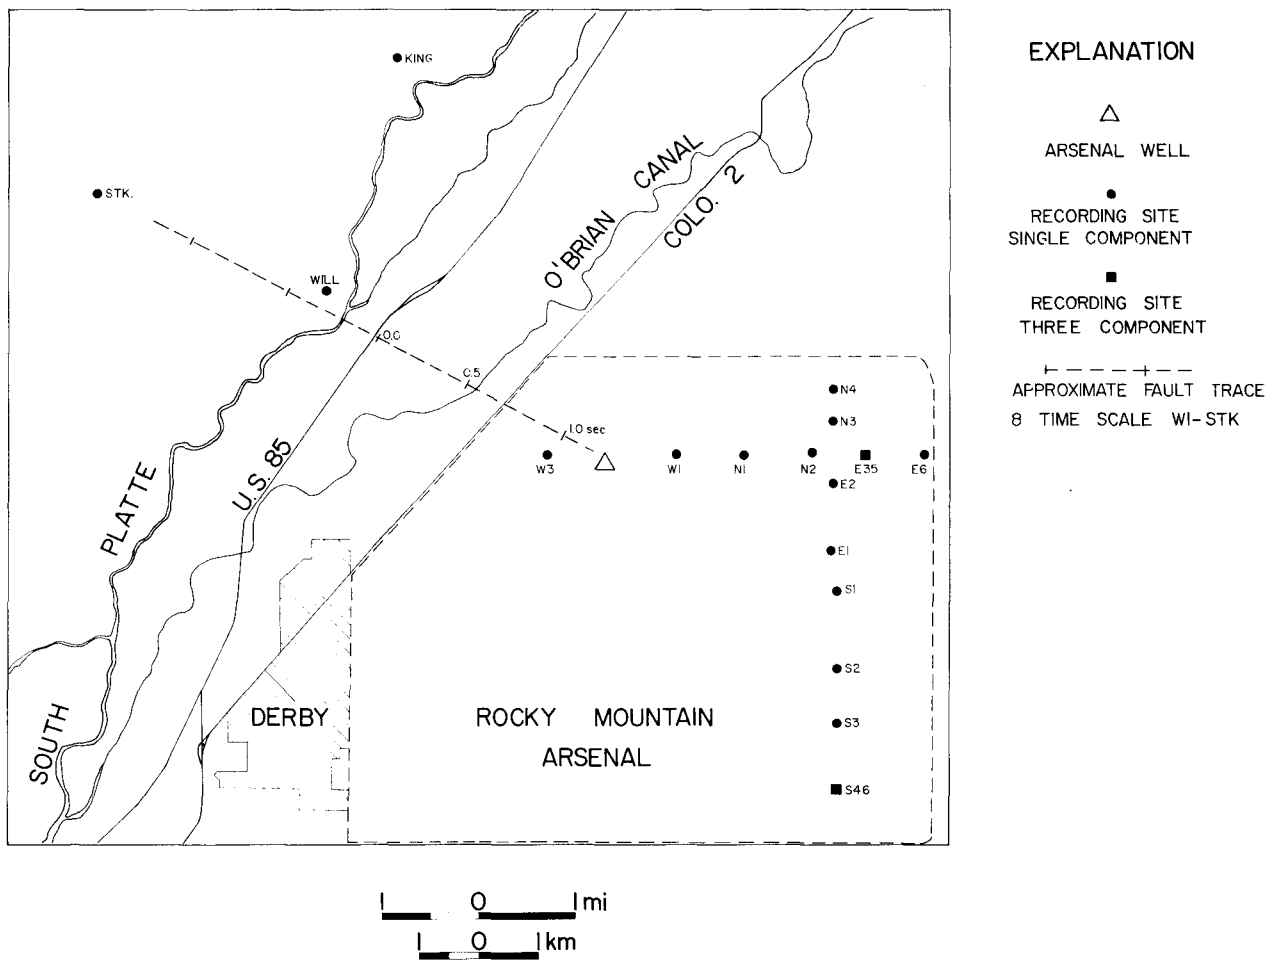 KING
STK.
WILL
0.0
0.5
1.0 sec
O'BRIAN CANAL
COLO. 2
U.S. 85
SOUTH PLATTE
N4
N3
W3
W1
N1
N2
E35
E6
E2
E1
S1
S2
S3
S46
DERBY
ROCKY MOUNTAIN
ARSENAL
EXPLANATION
ARSENAL WELL
RECORDING SITE
SINGLE COMPONENT
RECORDING SITE
THREE COMPONENT
APPROXIMATE FAULT TRACE
8 TIME SCALE WI-STK
1 0 1 mi
1 0 1 km